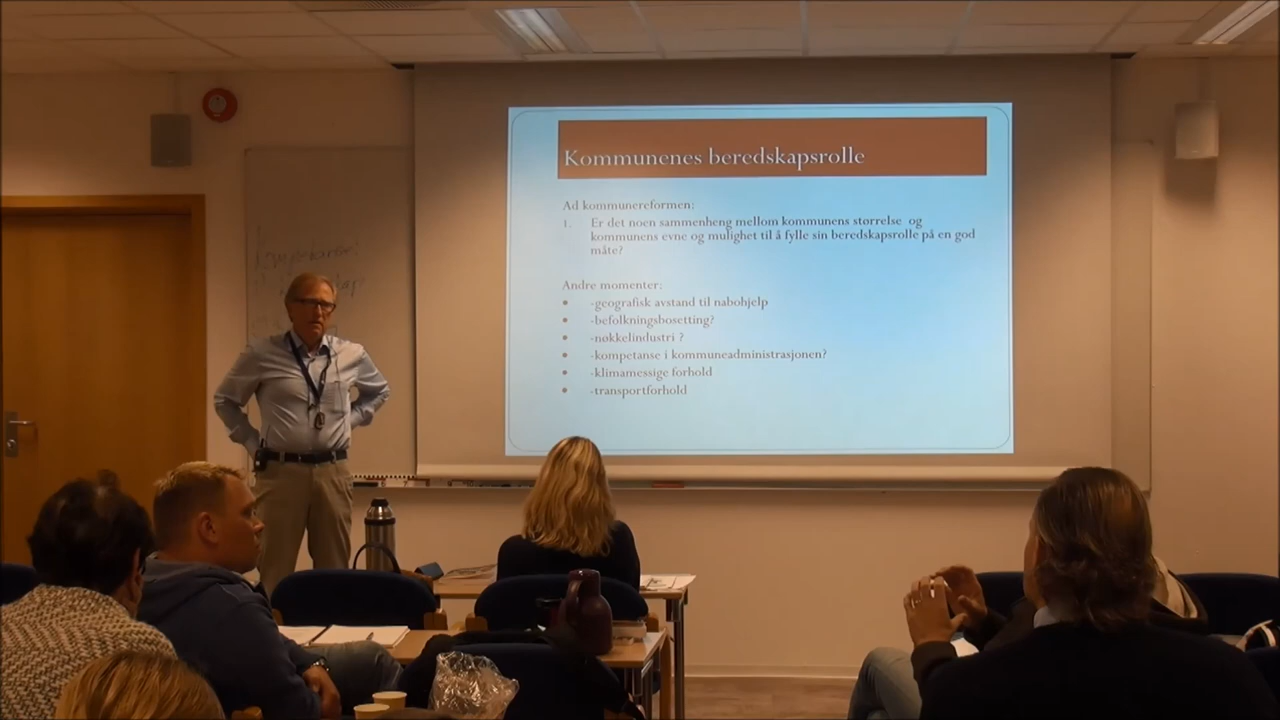 Kommunenes beredskapsrolle
Ad kommunereformen:
1. Er det noen sammenheng mellom kommunens størrelse og
kommunens evne og mulighet til å fylle sin beredskapsrolle på en god
måte?
Andre momenter:
• -geografisk avstand til nabohjelp
• -befolkningsbosetting?
• -nøkkelindustri ?
• -kompetanse i kommuneadministrasjonen?
• -klimamessige forhold
• -transportforhold